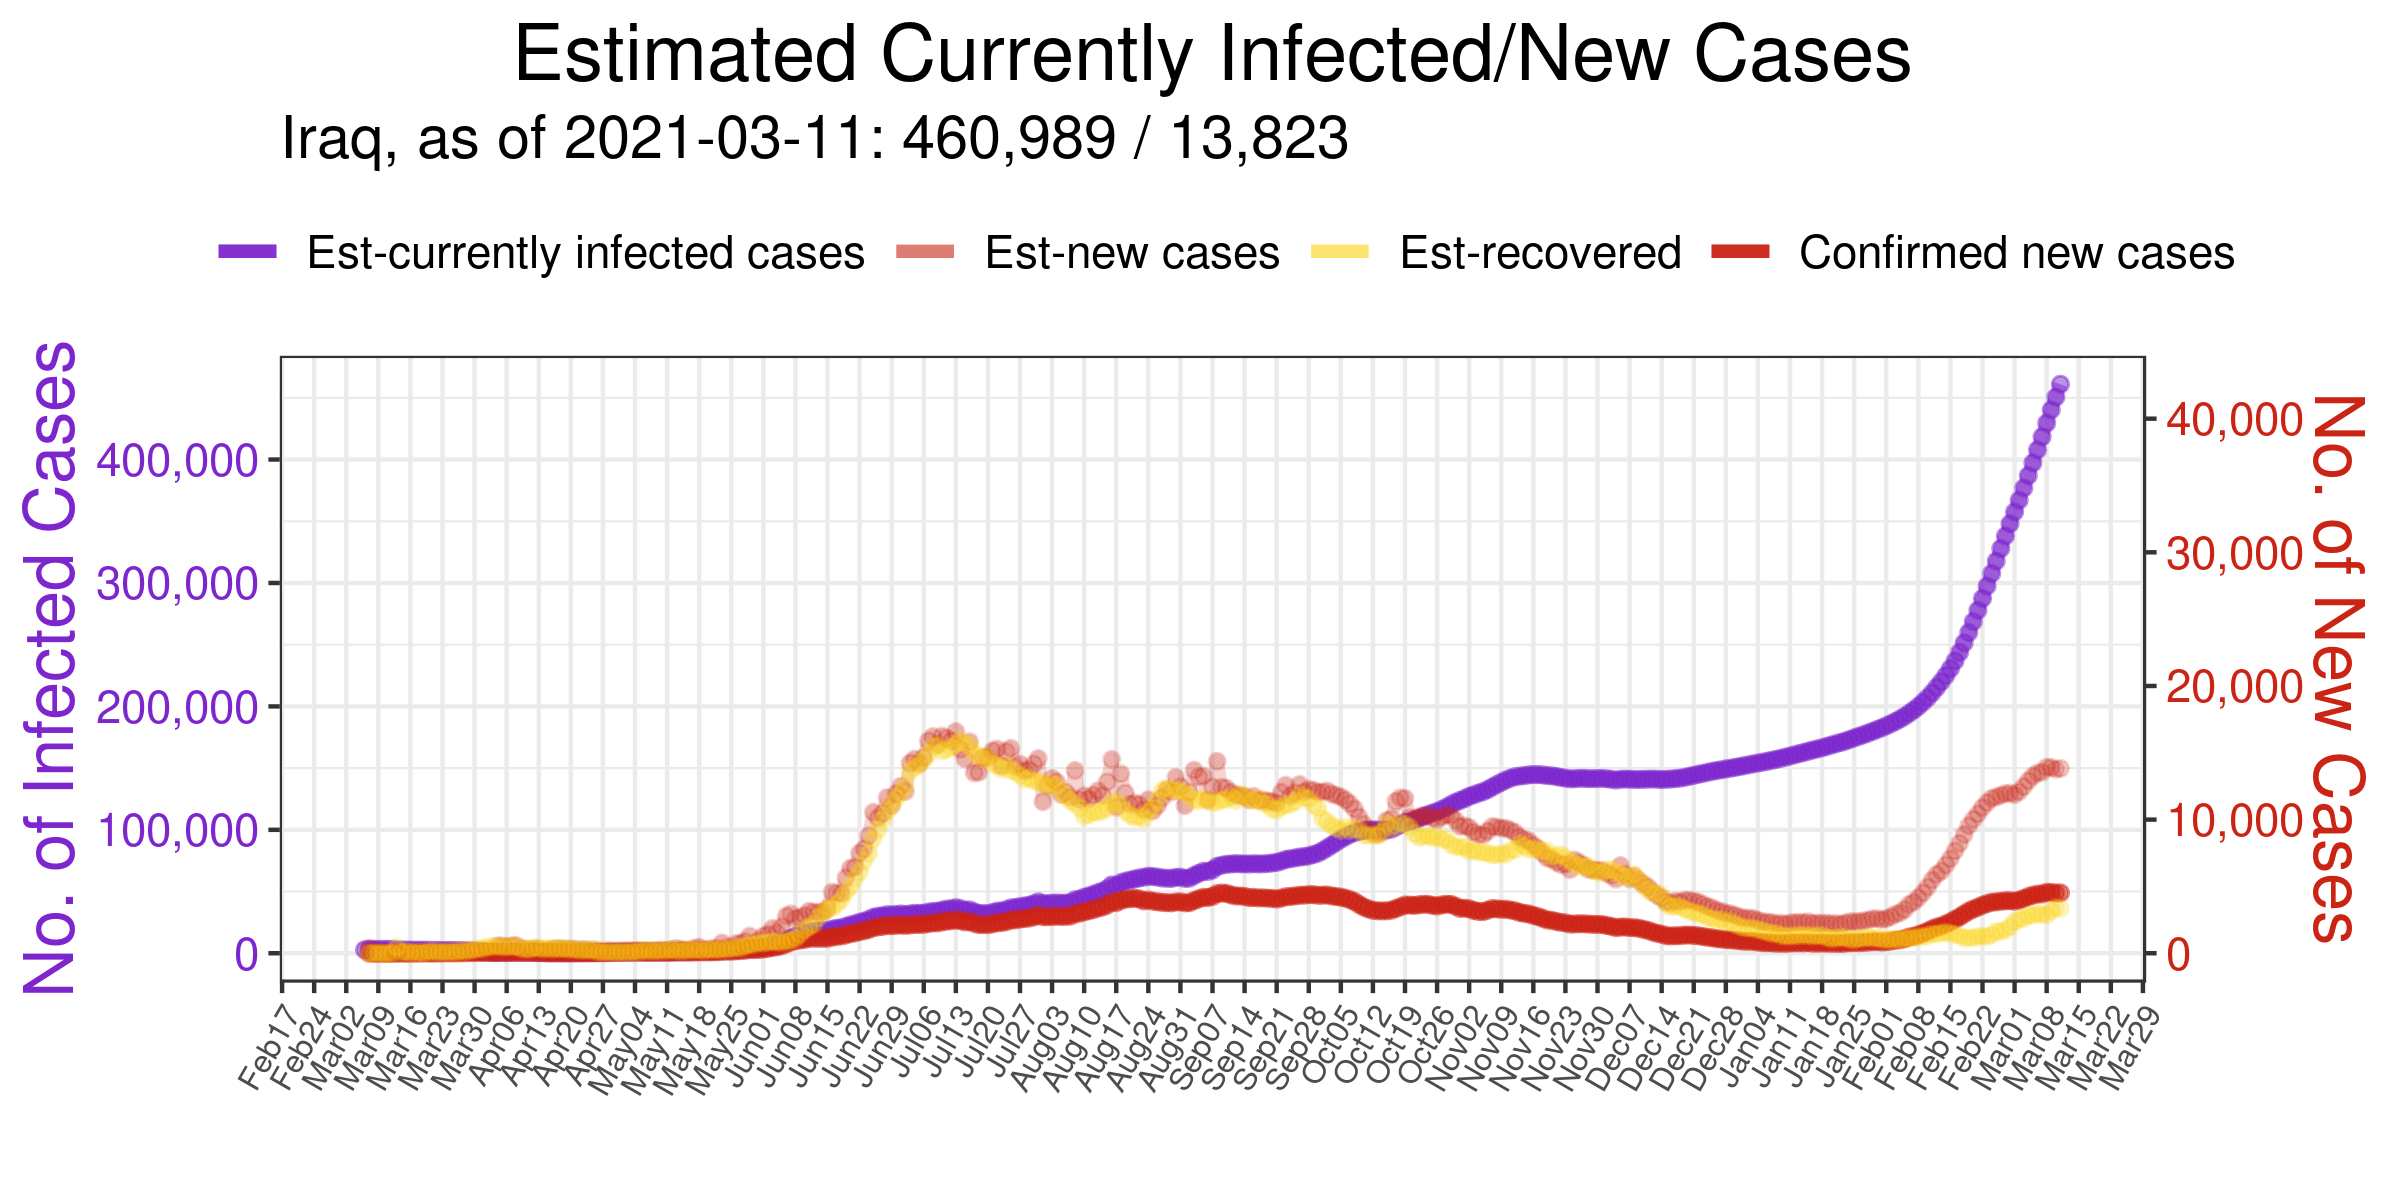 Estimated Currently Infected/New Cases
Iraq, as of 2021-03-11: 460,989 / 13,823
Est-currently infected cases Est-new cases Est-recovered Confirmed new cases
No. of Infected Cases
400,000
300,000
200,000
100,000
0
40,000
30,000
20,000
10,000
0
No. of New Cases
Feb17 Feb24 Mar02 Mar09 Mar16 Mar23 Mar30 Apr06 Apr13 Apr20 Apr27 May04 May11 May18 May25 Jun01 Jun08 Jun15 Jun22 Jun29 Jul06 Jul13 Jul20 Jul27 Aug03 Aug10 Aug17 Aug24 Aug31 Sep07 Sep14 Sep21 Sep28 Oct05 Oct12 Oct19 Oct26 Nov02 Nov09 Nov16 Nov23 Nov30 Dec07 Dec14 Dec21 Dec28 Jan04 Jan11 Jan18 Jan25 Feb01 Feb08 Feb15 Feb22 Mar01 Mar08 Mar15 Mar22 Mar29